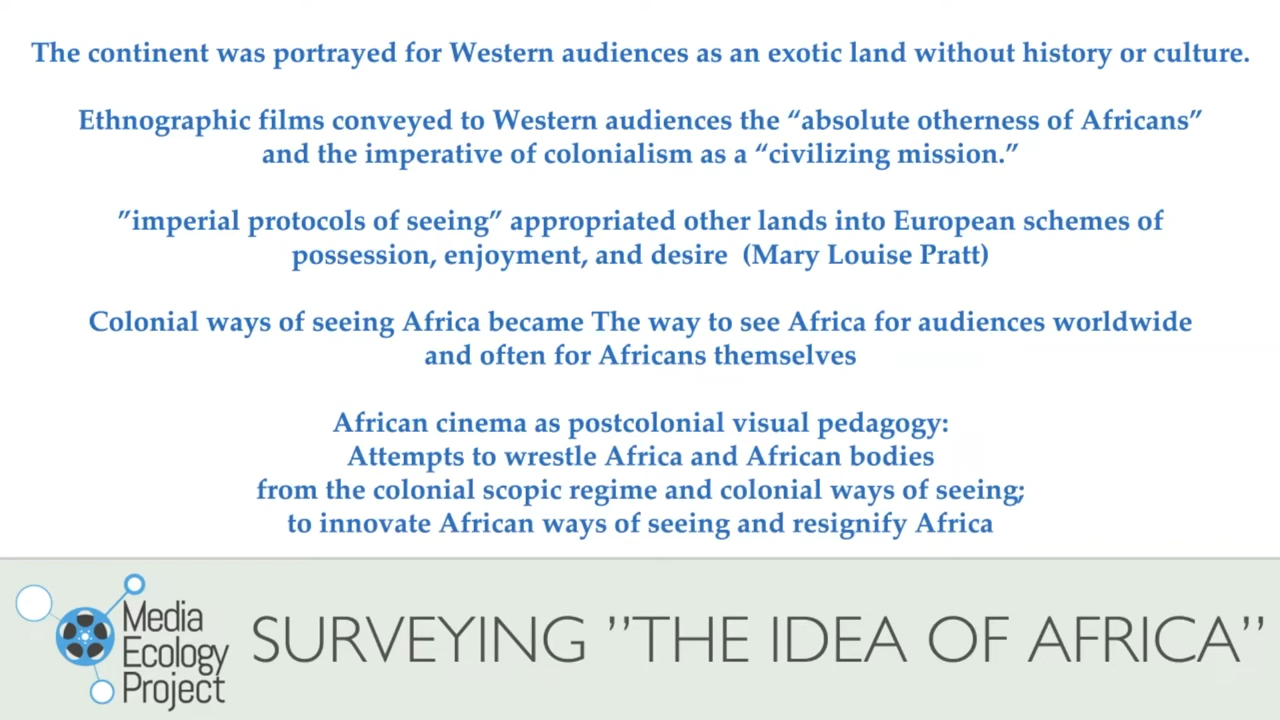 The continent was portrayed for Western audiences as an exotic land without history or culture.
Ethnographic films conveyed to Western audiences the “absolute otherness of Africans”
and the imperative of colonialism as a “civilizing mission.”
”imperial protocols of seeing” appropriated other lands into European schemes of
possession, enjoyment, and desire  (Mary Louise Pratt)
Colonial ways of seeing Africa became The way to see Africa for audiences worldwide
and often for Africans themselves
African cinema as postcolonial visual pedagogy:
Attempts to wrestle Africa and African bodies
from the colonial scopic regime and colonial ways of seeing;
to innovate African ways of seeing and resignify Africa
Media
Ecology
Project
SURVEYING ”THE IDEA OF AFRICA”